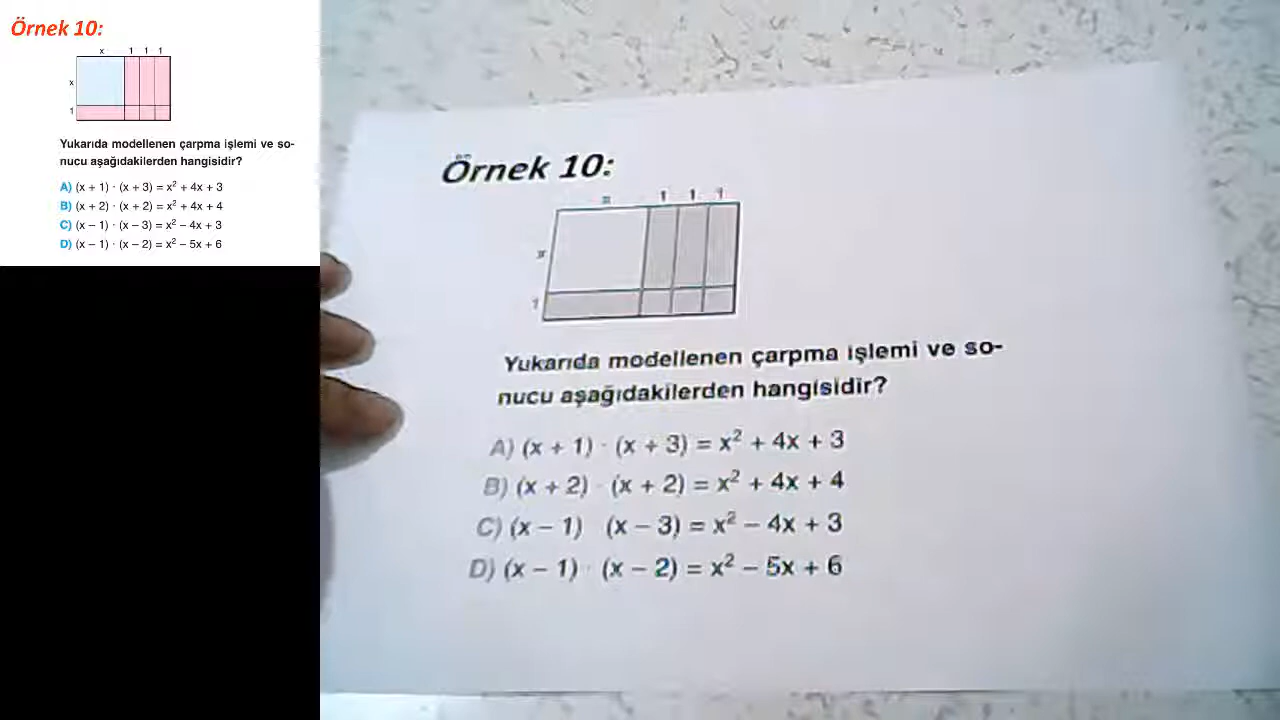 Örnek 10:
x 1 1 1
x
1
Yukarıda modellenen çarpma işlemi ve so-
nucu aşağıdakilerden hangisidir?
A) (x + 1) · (x + 3) = x² + 4x + 3
B) (x + 2) · (x + 2) = x² + 4x + 4
C) (x – 1) · (x – 3) = x² – 4x + 3
D) (x – 1) · (x – 2) = x² – 5x + 6
Örnek 10:
x 1 1 1
x
1
Yukarıda modellenen çarpma işlemi ve so-
nucu aşağıdakilerden hangisidir?
A) (x + 1) · (x + 3) = x² + 4x + 3
B) (x + 2) · (x + 2) = x² + 4x + 4
C) (x – 1) (x – 3) = x² – 4x + 3
D) (x – 1) · (x – 2) = x² – 5x + 6